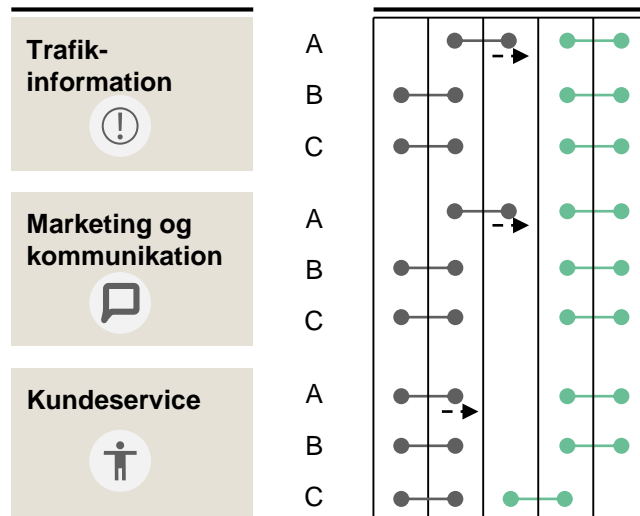 Trafik-
information
A
B
C
Marketing og
kommunikation
A
B
C
Kundeservice
A
B
C